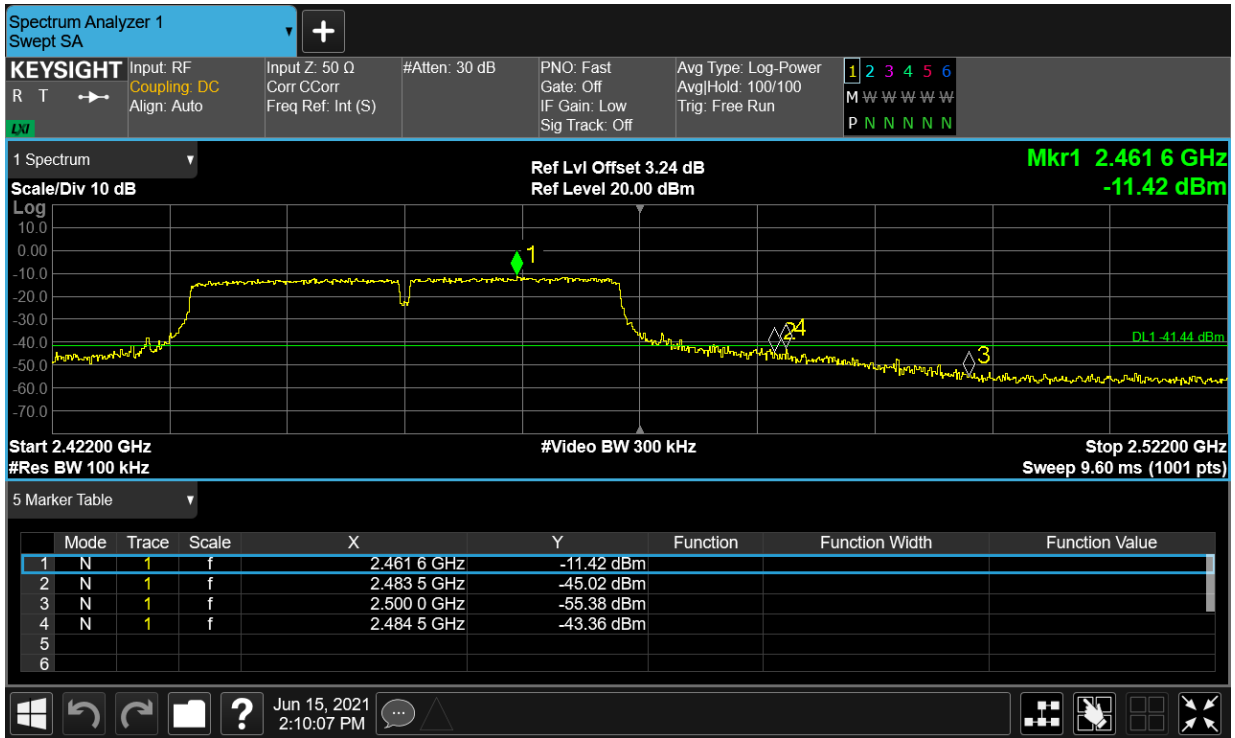 Spectrum Analyzer 1
Swept SA
KEYSIGHT
R T
LXI
Input: RF
Coupling: DC
Align: Auto
Input Z: 50 Ω
Corr CCorr
Freq Ref: Int (S)
#Atten: 30 dB
PNO: Fast
Gate: Off
IF Gain: Low
Sig Track: Off
Avg Type: Log-Power
Avg|Hold: 100/100
Trig: Free Run
1 2 3 4 5 6
M W W W W W
P N N N N N
1 Spectrum
Scale/Div 10 dB
Ref Lvl Offset 3.24 dB
Ref Level 20.00 dBm
Mkr1 2.461 6 GHz
-11.42 dBm
Log
10.0
0.00
-10.0
-20.0
-30.0
-40.0
-50.0
-60.0
-70.0
1
2 4
3
DL1 -41.44 dBm
Start 2.42200 GHz
#Video BW 300 kHz
Stop 2.52200 GHz
#Res BW 100 kHz
Sweep 9.60 ms (1001 pts)
5 Marker Table
Mode Trace Scale X Y Function Function Width Function Value
1 N 1 f 2.461 6 GHz -11.42 dBm
2 N 1 f 2.483 5 GHz -45.02 dBm
3 N 1 f 2.500 0 GHz -55.38 dBm
4 N 1 f 2.484 5 GHz -43.36 dBm
5
6
?
Jun 15, 2021
2:10:07 PM